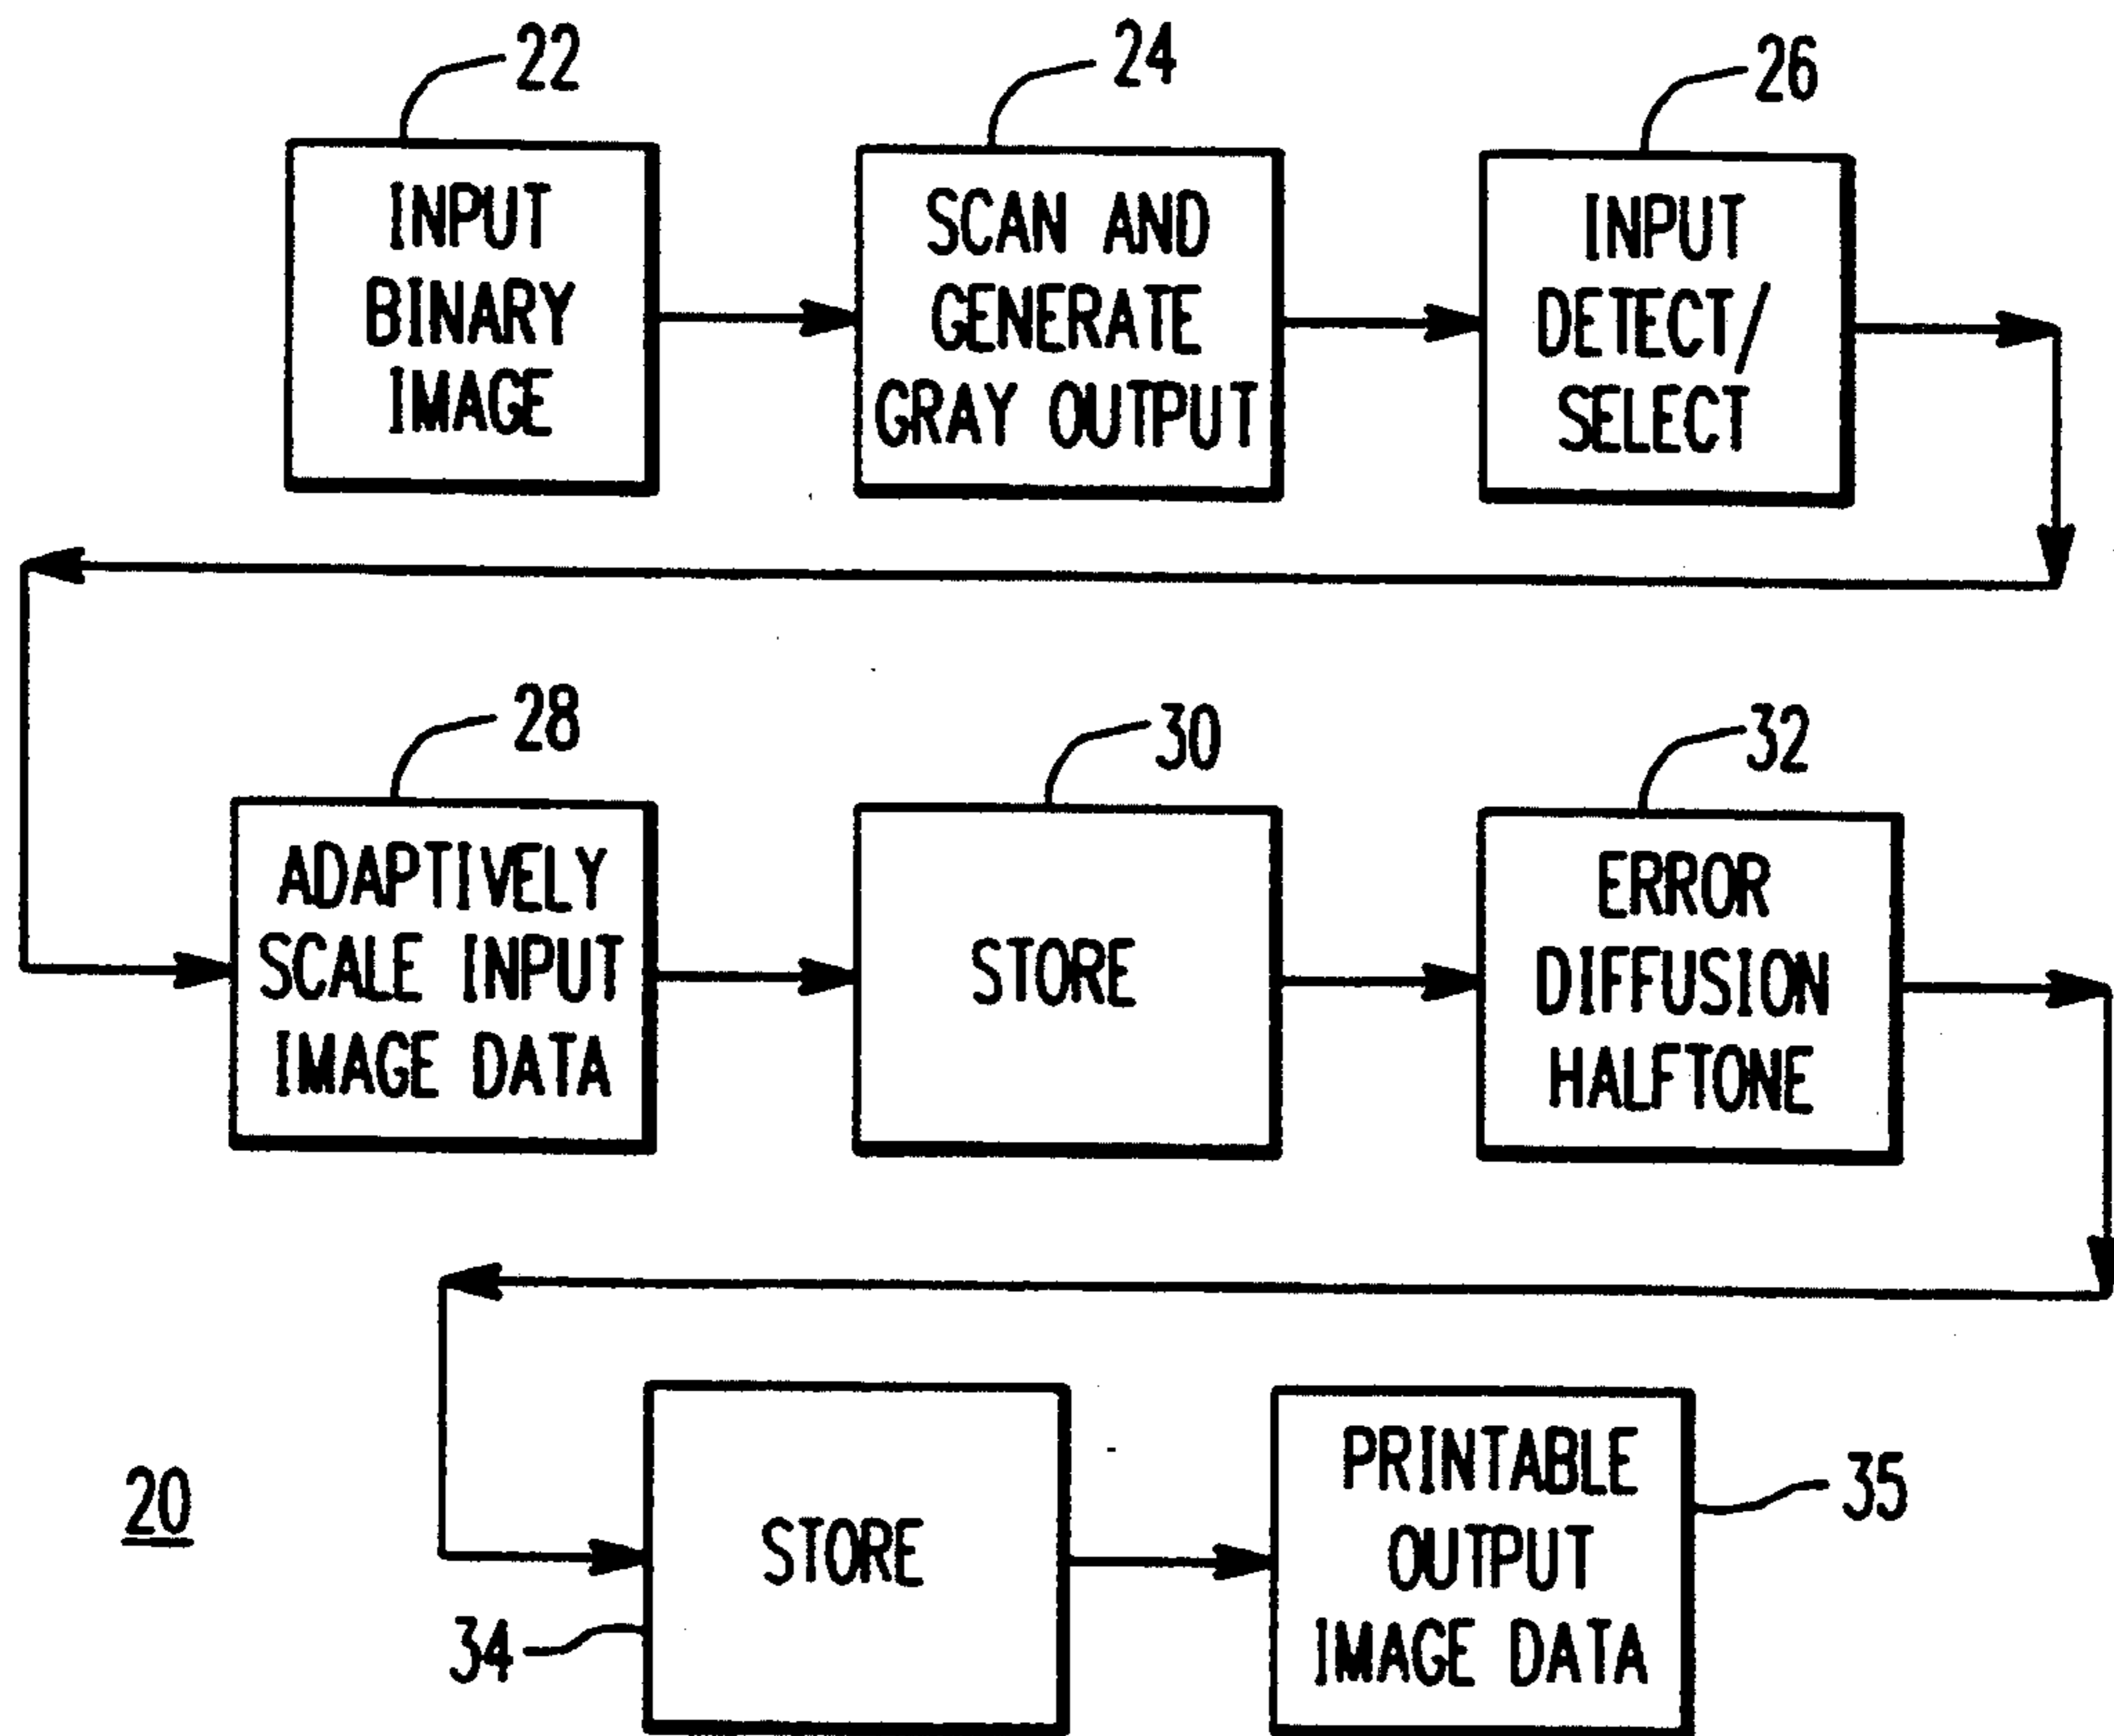 22
24
26
INPUT
BINARY
IMAGE
SCAN AND
GENERATE
GRAY OUTPUT
INPUT
DETECT/
SELECT
28
30
32
ADAPTIVELY
SCALE INPUT
IMAGE DATA
STORE
ERROR
DIFFUSION
HALFTONE
20
34
STORE
PRINTABLE
OUTPUT
IMAGE DATA
35